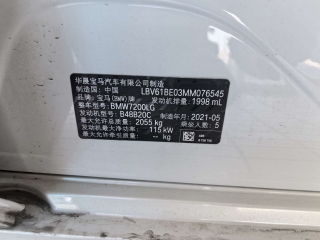 华晨宝马汽车有限公司制造
制造国: 中国 LBV61BE03MM076545
品牌: 宝马(BMW)牌 发动机排量: 1998 mL
整车型号: BMW7200LG
发动机型号: B48B20C 制造年月: 2021-05
最大允许总质量: 2055 kg 乘坐人数: 5
发动机最大净功率: 115 kW
-- kg